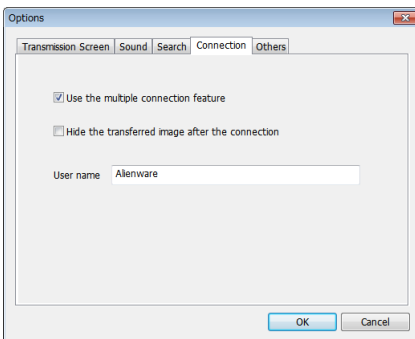 Options
Transmission Screen Sound Search Connection Others
Use the multiple connection feature
Hide the transferred image after the connection
User name Alienware
OK Cancel